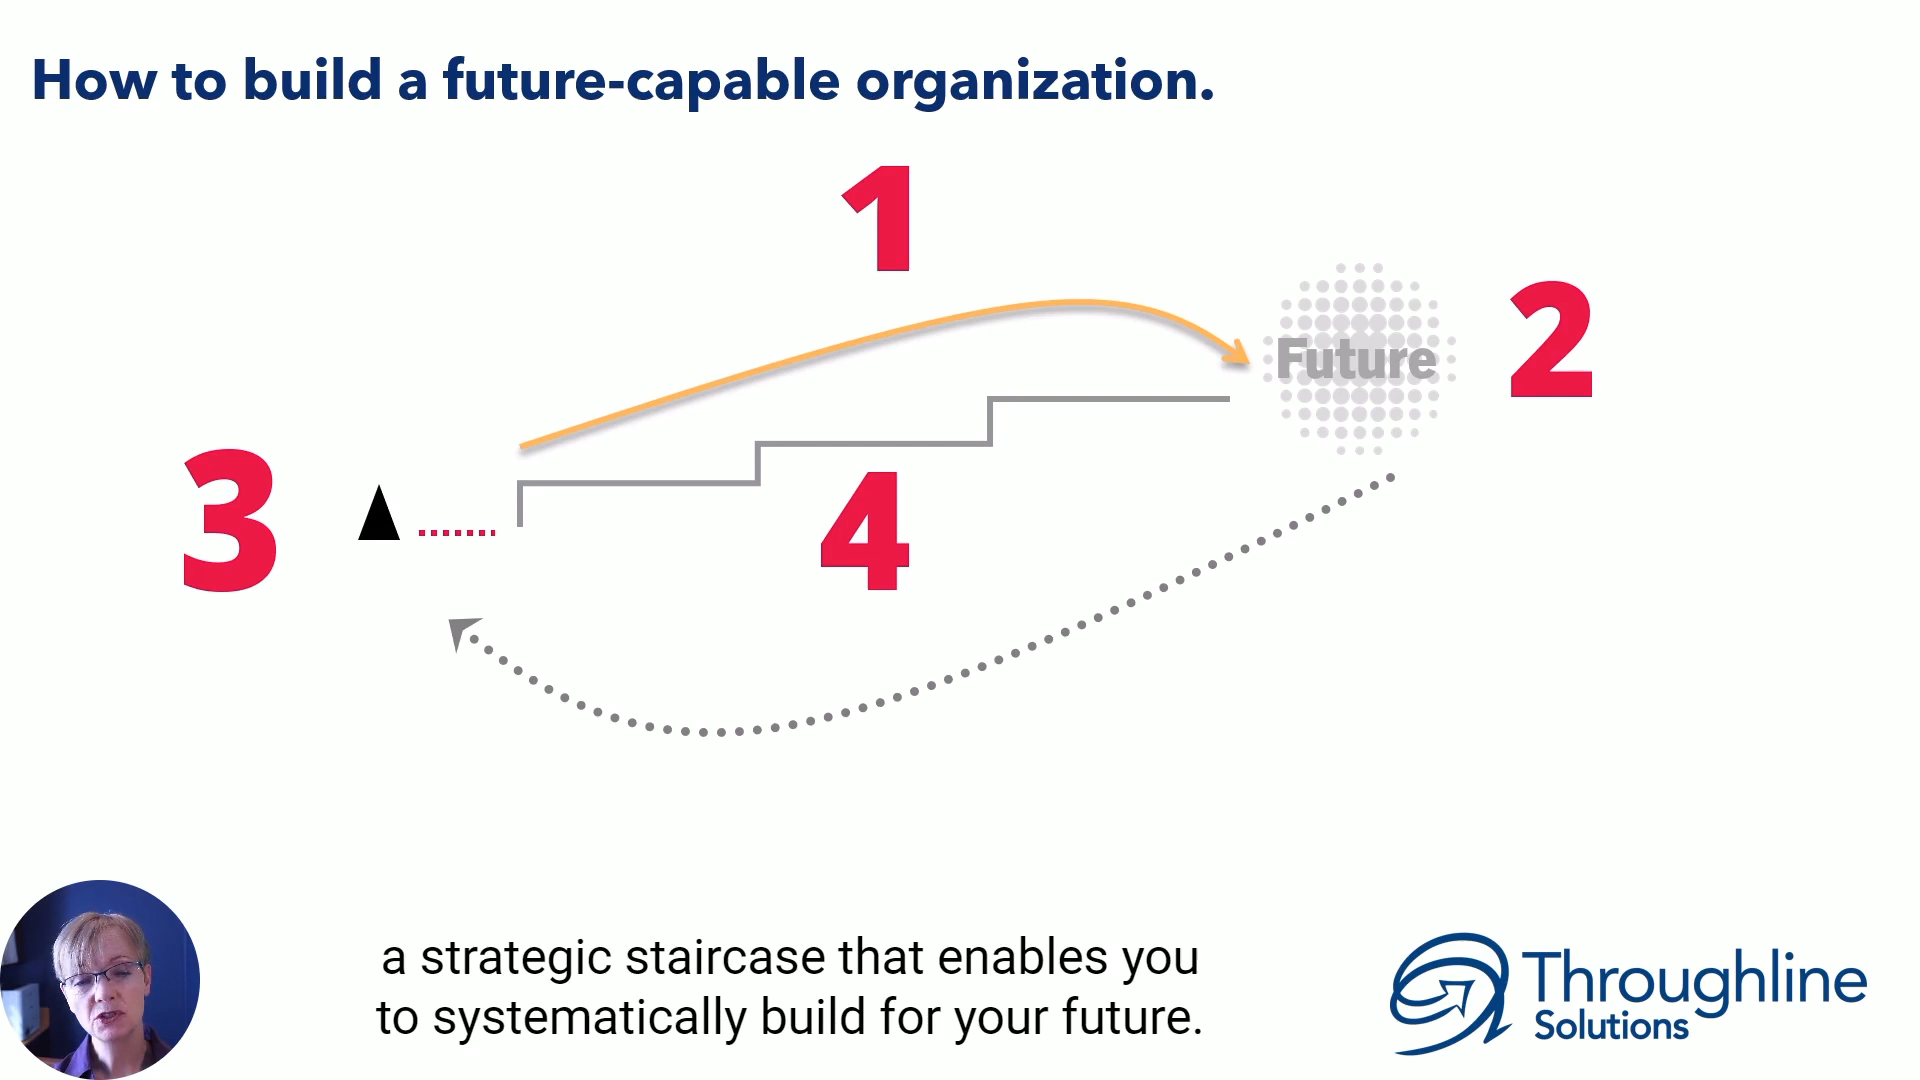 How to build a future-capable organization.
1
2
Future
3
4
a strategic staircase that enables you
to systematically build for your future.
Throughline
Solutions